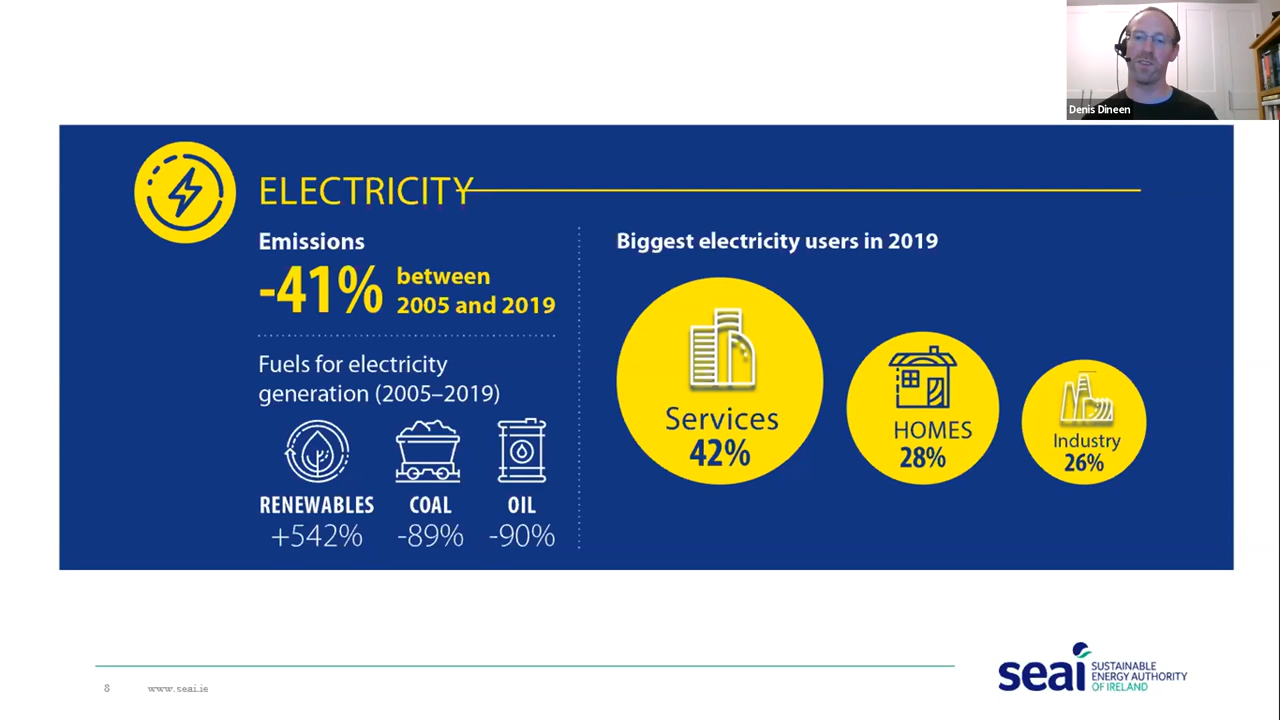 Denis Dineen
ELECTRICITY
Emissions
-41%
between
2005 and 2019
Fuels for electricity
generation (2005–2019)
RENEWABLES
+542%
COAL
-89%
OIL
-90%
Biggest electricity users in 2019
Services
42%
HOMES
28%
Industry
26%
8
www.seai.ie
seai
SUSTAINABLE
ENERGY AUTHORITY
OF IRELAND